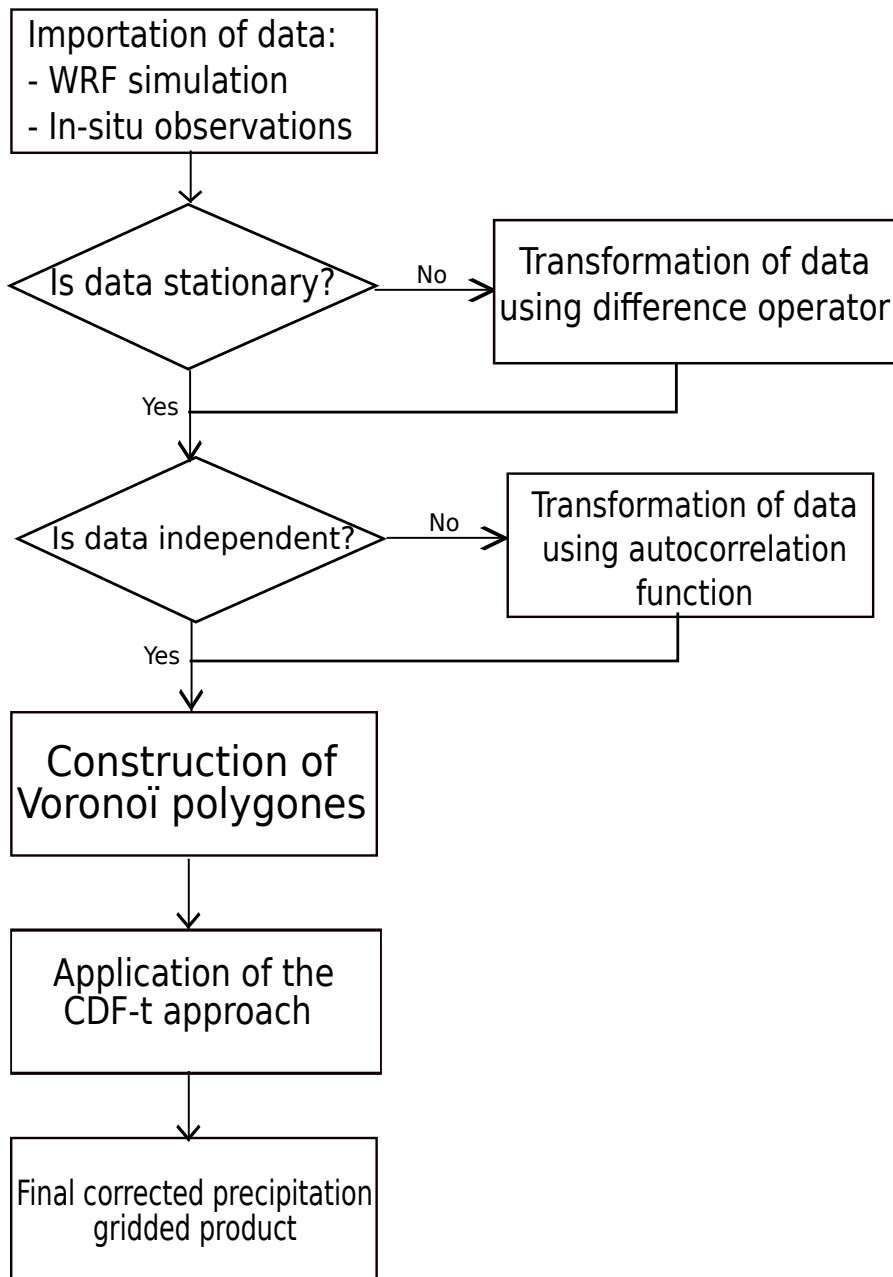 Importation of data:
- WRF simulation
- In-situ observations
Is data stationary?
No
Transformation of data
using difference operator
Yes
Is data independent?
No
Transformation of data
using autocorrelation
function
Yes
Construction of
Voronoï polygones
Application of the
CDF-t approach
Final corrected precipitation
gridded product